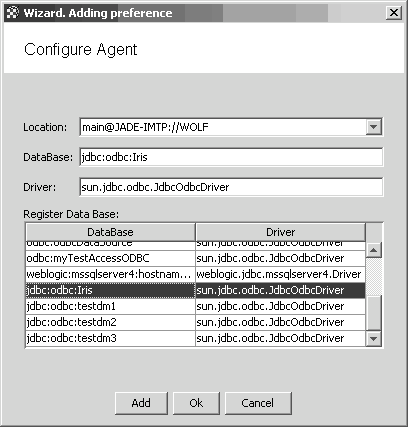 Wizard. Adding preference
Configure Agent
Location: main@JADE-IMTP://WOLF
DataBase: jdbc:odbc:Iris
Driver: sun.jdbc.odbc.JdbcOdbcDriver
Register Data Base:
DataBase Driver
odbc:odbcDataSource sun.jdbc.odbc.JdbcOdbcDriver
odbc:myTestAccessODBC sun.jdbc.odbc.JdbcOdbcDriver
weblogic:mssqlserver4:hostnam... weblogic.jdbc.mssqlserver4.Driver
jdbc:odbc:Iris sun.jdbc.odbc.JdbcOdbcDriver
jdbc:odbc:testdm1 sun.jdbc.odbc.JdbcOdbcDriver
jdbc:odbc:testdm2 sun.jdbc.odbc.JdbcOdbcDriver
jdbc:odbc:testdm3 sun.jdbc.odbc.JdbcOdbcDriver
Add Ok Cancel